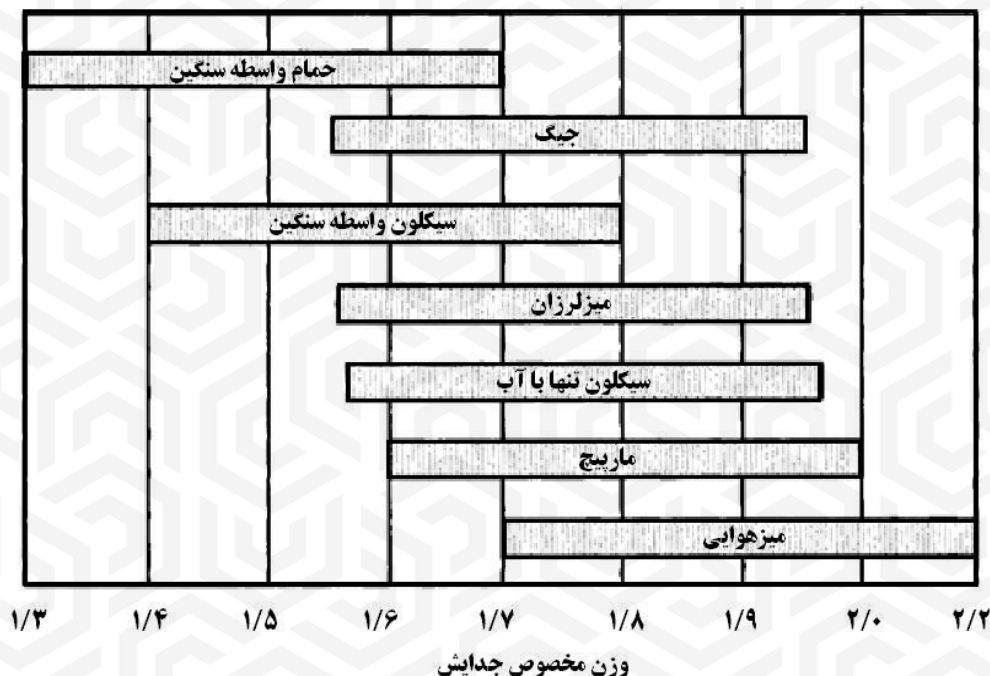 حمام واسطه سنگین
جیگ
سیکلون واسطه سنگین
میزلرزان
سیکلون تنها با آب
مارپیچ
میزهوایی
۱/۳ ۱/۴ ۱/۵ ۱/۶ ۱/۷ ۱/۸ ۱/۹ ۲/۰ ۲/۲
وزن مخصوص جدایش